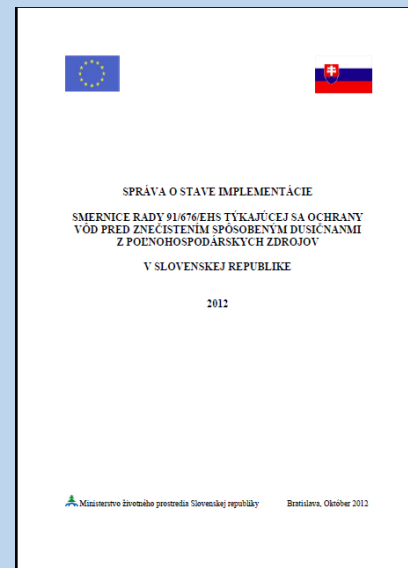 SPRÁVA O STAVE IMPLEMENTÁCIE
SMERNICE RADY 91/676/EHS TÝKAJÚCEJ SA OCHRANY
VÔD PRED ZNEČISTENÍM SPÔSOBENÝM DUSIČNANMI
Z POĽNOHOSPODÁRSKYCH ZDROJOV
V SLOVENSKEJ REPUBLIKE
2012
Ministerstvo životného prostredia Slovenskej republiky Bratislava, Október 2012